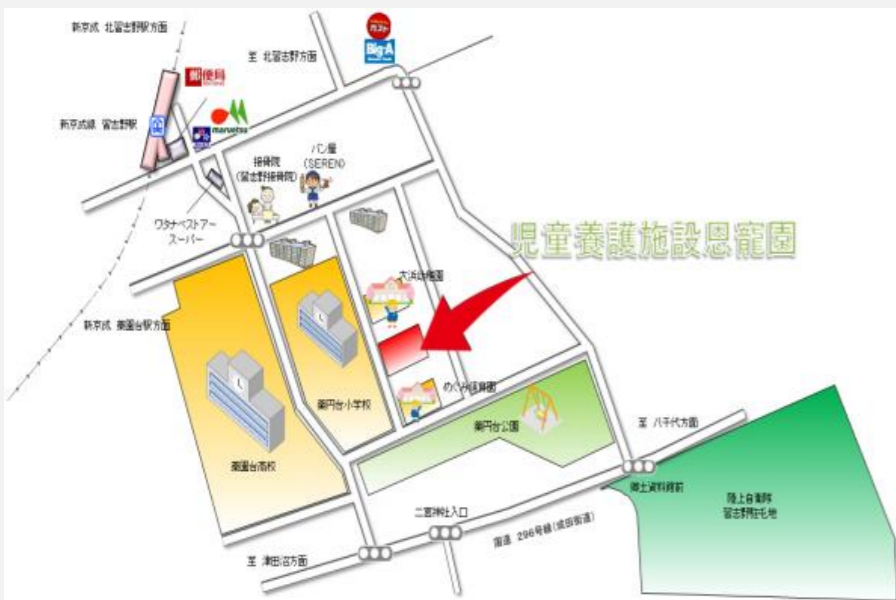 新京成 北習志野駅方面
至 北習志野方面
ガスト
Big-A
郵便局
新京成線 習志野駅
maruetsu
接骨院
(習志野接骨院)
パン屋
(SEREN)
ワタナベストアー
スーパー
児童養護施設恩寵園
大浜幼稚園
新京成 薬園台駅方面
めぐみ保育園
薬円台小学校
薬円台公園
至 八千代方面
薬園台高校
郷土資料館前
陸上自衛隊
習志野駐屯地
二宮神社入口
国道 296号線(成田街道)
至 津田沼方面